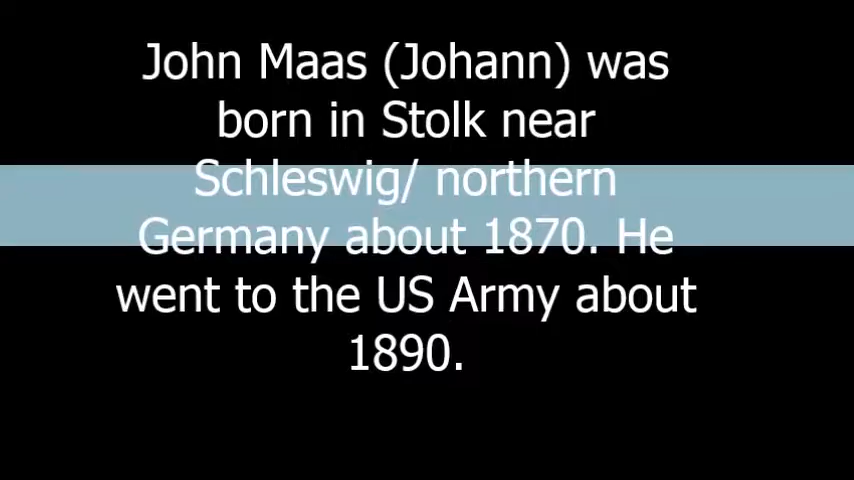 John Maas (Johann) was
born in Stolk near
Schleswig/ northern
Germany about 1870. He
went to the US Army about
1890.